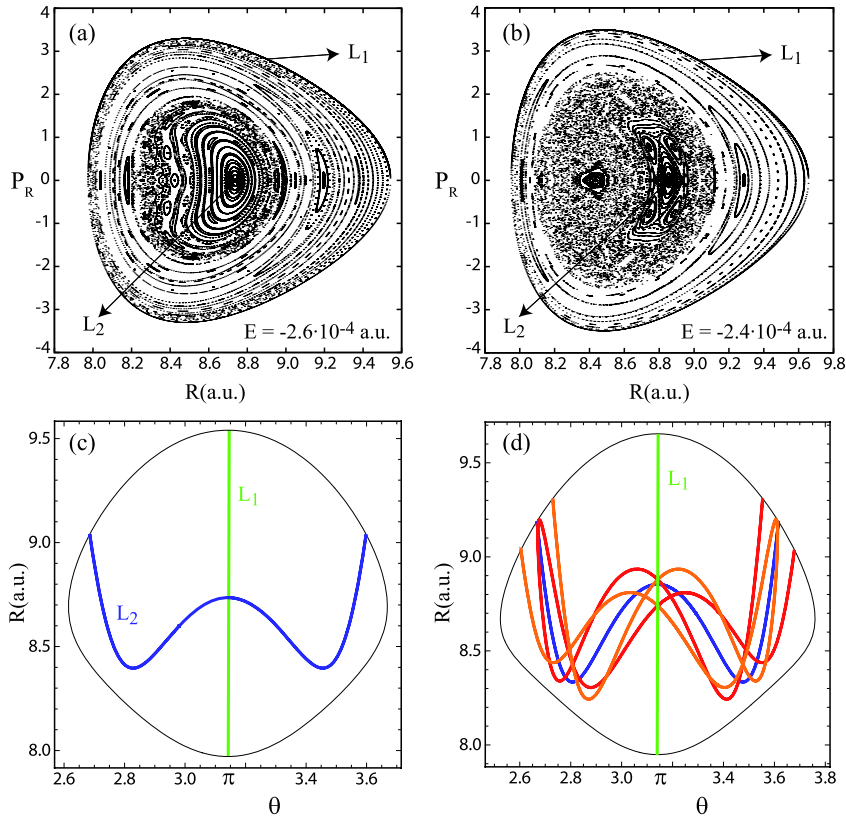 (a)
L1
PR
L2
E = -2.6·10-4 a.u.
4
3
2
1
0
-1
-2
-3
-4
7.8 8.0 8.2 8.4 8.6 8.8 9.0 9.2 9.4 9.6
R(a.u.)
(b)
L1
PR
L2
E = -2.4·10-4 a.u.
4
3
2
1
0
-1
-2
-3
-4
7.8 8.0 8.2 8.4 8.6 8.8 9.0 9.2 9.4 9.6
R(a.u.)
(c)
L1
L2
R(a.u.)
9.5
9.0
8.5
8.0
2.6 3.0 π 3.4 3.6
θ
(d)
L1
R(a.u.)
9.5
9.0
8.5
8.0
2.6 2.8 3.0 π 3.4 3.6 3.8
θ